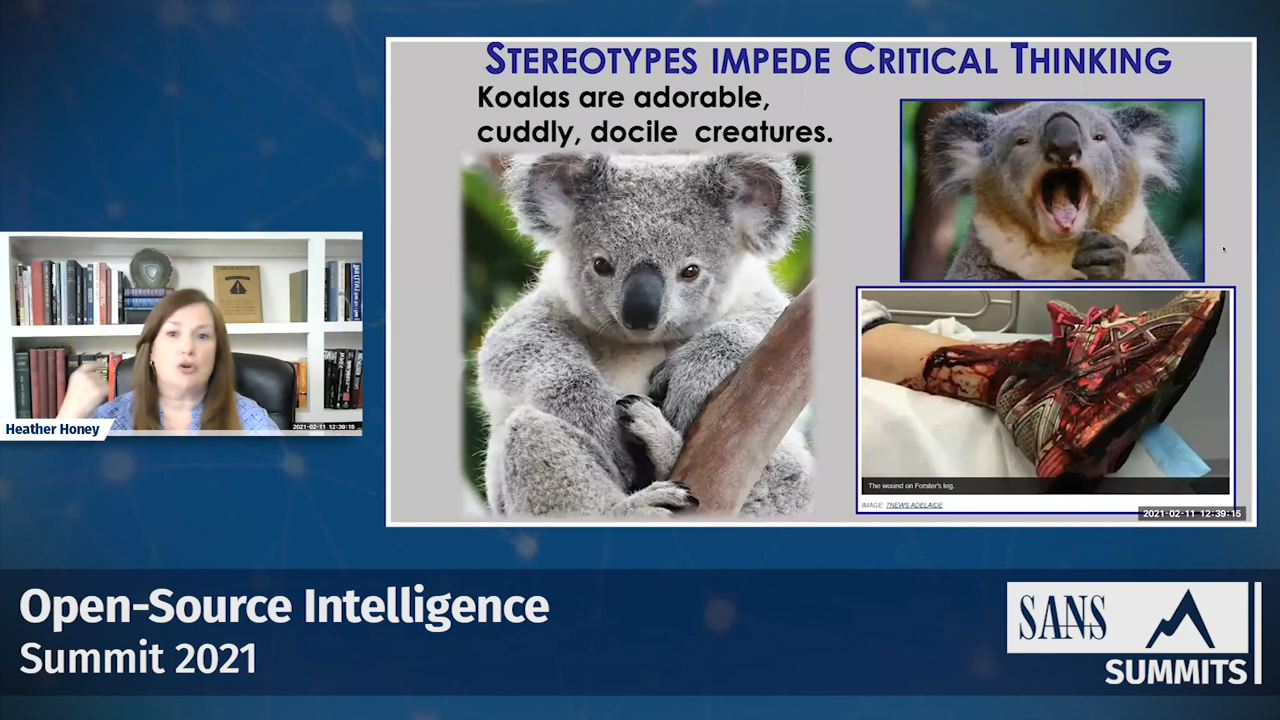 STEREOTYPES IMPEDE CRITICAL THINKING
Koalas are adorable,
cuddly, docile creatures.
The wound on Forster's leg.
IMAGE: 7NEWS ADELAIDE
2021-02-11 12:39:15
Heather Honey
2021-02-11 12:39:15
Open-Source Intelligence
Summit 2021
SANS
SUMMITS